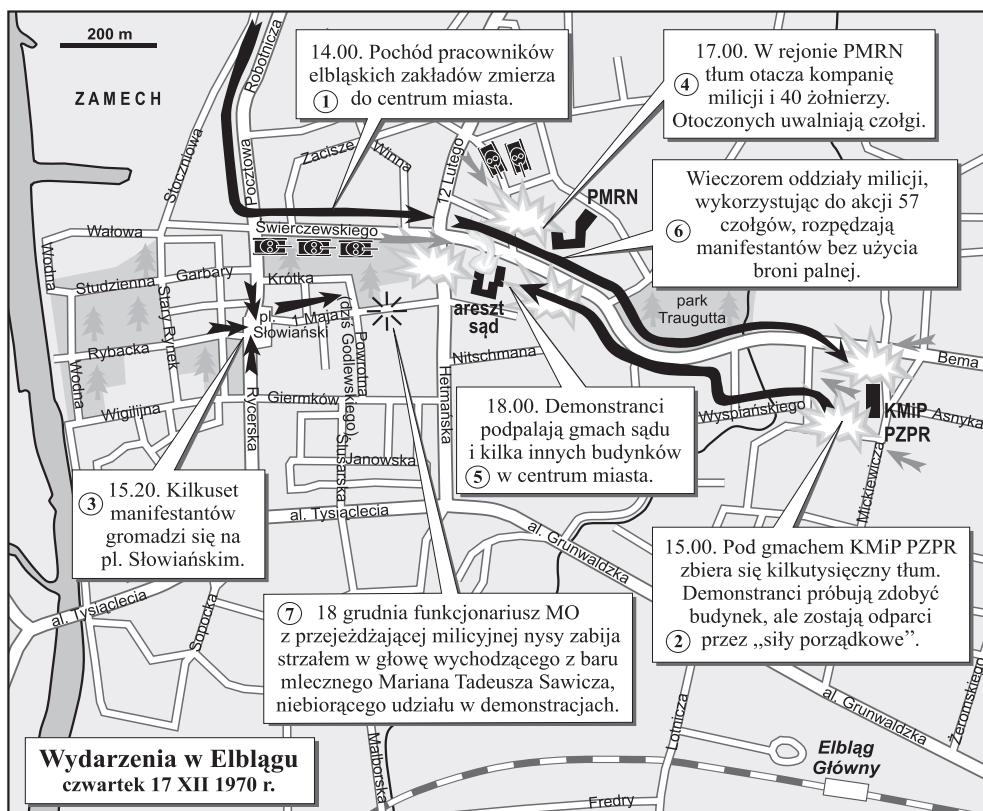 200 m
ZAMECH
14.00. Pochód pracowników
elbląskich zakładów zmierza
① do centrum miasta.
17.00. W rejonie PMRN
④ tłum otacza kompanię
milicji i 40 żołnierzy.
Otoczonych uwalniają czołgi.
Wieczorem oddziały milicji,
wykorzystując do akcji 57
⑥ czołgów, rozpędzają
manifestantów bez użycia
broni palnej.
Robotnicza
Stoczniowa
Pocztowa
Zacisze
Winna
12 Lutego
PMRN
Wałowa
Świerczewskiego
Wodna
Studzienna
Garbary
Krótka
Stary Rynek
1 Maja
pl.
Słowiański
areszt
sąd
park
Traugutta
Rybacka
Wodna
Wigilijna
Rycerska
Giermków
(dziś Godlewskiego)
Powrotna
Hetmańska
Nitschmana
Wyspiańskiego
Bema
KMiP
PZPR
Asnyka
Mickiewicza
Ślusarska
Janowska
18.00. Demonstranci
podpalają gmach sądu
i kilka innych budynków
⑤ w centrum miasta.
15.20. Kilkuset
③ manifestantów
gromadzi się na
pl. Słowiańskim.
al. Tysiąclecia
al. Grunwaldzka
15.00. Pod gmachem KMiP PZPR
zbiera się kilkutysięczny tłum.
Demonstranci próbują zdobyć
budynek, ale zostają odparci
② przez „siły porządkowe”.
al. Tysiąclecia
Sopocka
⑦ 18 grudnia funkcjonariusz MO
z przejeżdżającej milicyjnej nysy zabija
strzałem w głowę wychodzącego z baru
mlecznego Mariana Tadeusza Sawicza,
niebiorącego udziału w demonstracjach.
al. Grunwaldzka
Żeromskiego
Lotnicza
Malborska
Elbląg
Główny
Fredry
Wydarzenia w Elblągu
czwartek 17 XII 1970 r.